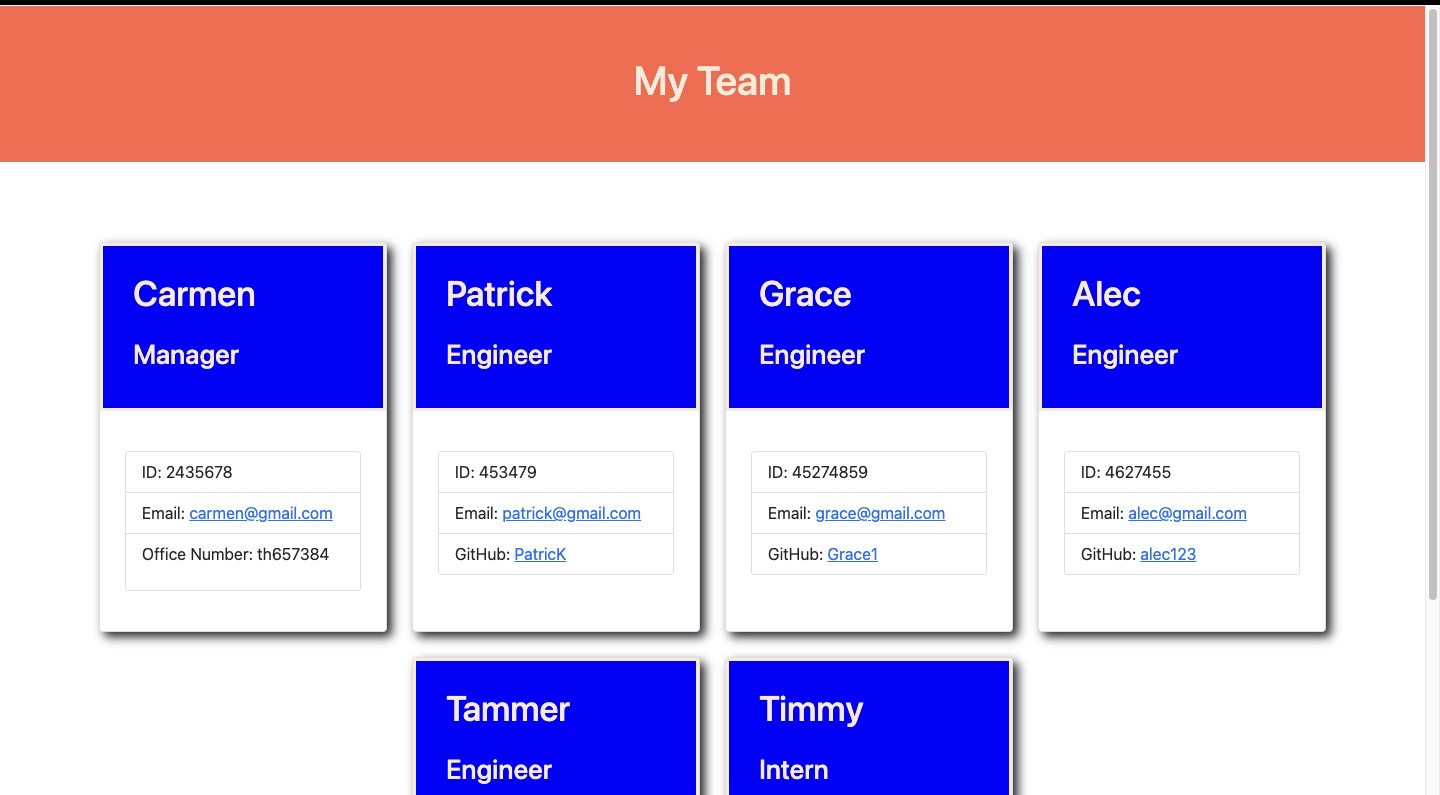 My Team
Carmen
Manager
ID: 2435678
Email: carmen@gmail.com
Office Number: th657384
Patrick
Engineer
ID: 453479
Email: patrick@gmail.com
GitHub: PatricK
Grace
Engineer
ID: 45274859
Email: grace@gmail.com
GitHub: Grace1
Alec
Engineer
ID: 4627455
Email: alec@gmail.com
GitHub: alec123
Tammer
Engineer
Timmy
Intern